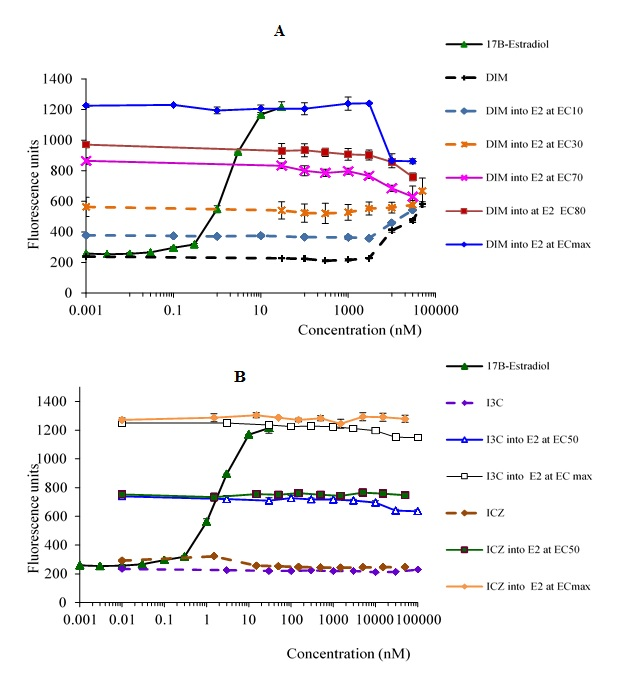 A
1400
1200
1000
800
600
400
200
0
Fluorescence units
0.001
0.1
10
1000
100000
Concentration (nM)
17B-Estradiol
DIM
DIM into E2 at EC10
DIM into E2 at EC30
DIM into E2 at EC70
DIM into at E2 EC80
DIM into E2 at ECmax
B
1400
1200
1000
800
600
400
200
0
Fluorescence units
0.001
0.01
0.1
1
10
100
1000
10000
100000
Concentration (nM)
17B-Estradiol
I3C
I3C into E2 at EC50
I3C into E2 at EC max
ICZ
ICZ into E2 at EC50
ICZ into E2 at ECmax